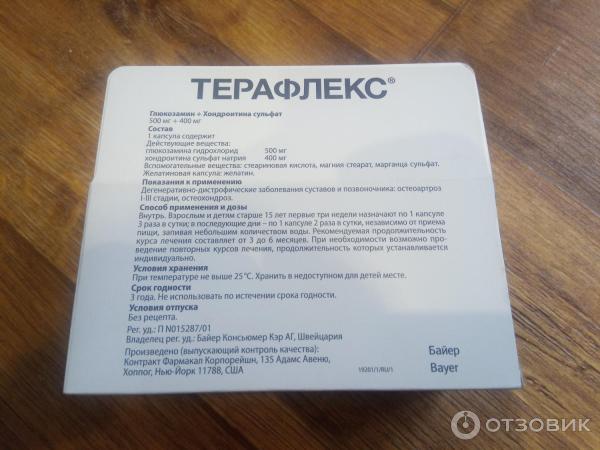 ТЕРАФЛЕКС®
Глюкозамин + Хондроитина сульфат
500 мг + 400 мг
Состав
1 капсула содержит
Действующие вещества:
глюкозамина гидрохлорид 500 мг
хондроитина сульфат натрия 400 мг
Вспомогательные вещества: стеариновая кислота, магния стеарат, марганца сульфат.
Желатиновая капсула: желатин.
Показания к применению
Дегенеративно-дистрофические заболевания суставов и позвоночника: остеоартроз
I-III стадии, остеохондроз.
Способ применения и дозы
Внутрь. Взрослым и детям старше 15 лет первые три недели назначают по 1 капсуле
3 раза в сутки; в последующие дни – по 1 капсуле 2 раза в сутки, независимо от приема
пищи, запивая небольшим количеством воды. Рекомендуемая продолжительность
курса лечения составляет от 3 до 6 месяцев. При необходимости возможно про-
ведение повторных курсов лечения, продолжительность которых устанавливается
индивидуально.
Условия хранения
При температуре не выше 25 °С. Хранить в недоступном для детей месте.
Срок годности
3 года. Не использовать по истечении срока годности.
Условия отпуска
Без рецепта.
Рег. уд.: П N015287/01
Владелец рег. уд.: Байер Консьюмер Кэр АГ, Швейцария
Произведено (выпускающий контроль качества):
Контракт Фармакал Корпорейшн, 135 Адамс Авеню,
Хоппог, Нью-Йорк 11788, США
19201/1/RU/1
Байер
Bayer
ОТЗОВИК